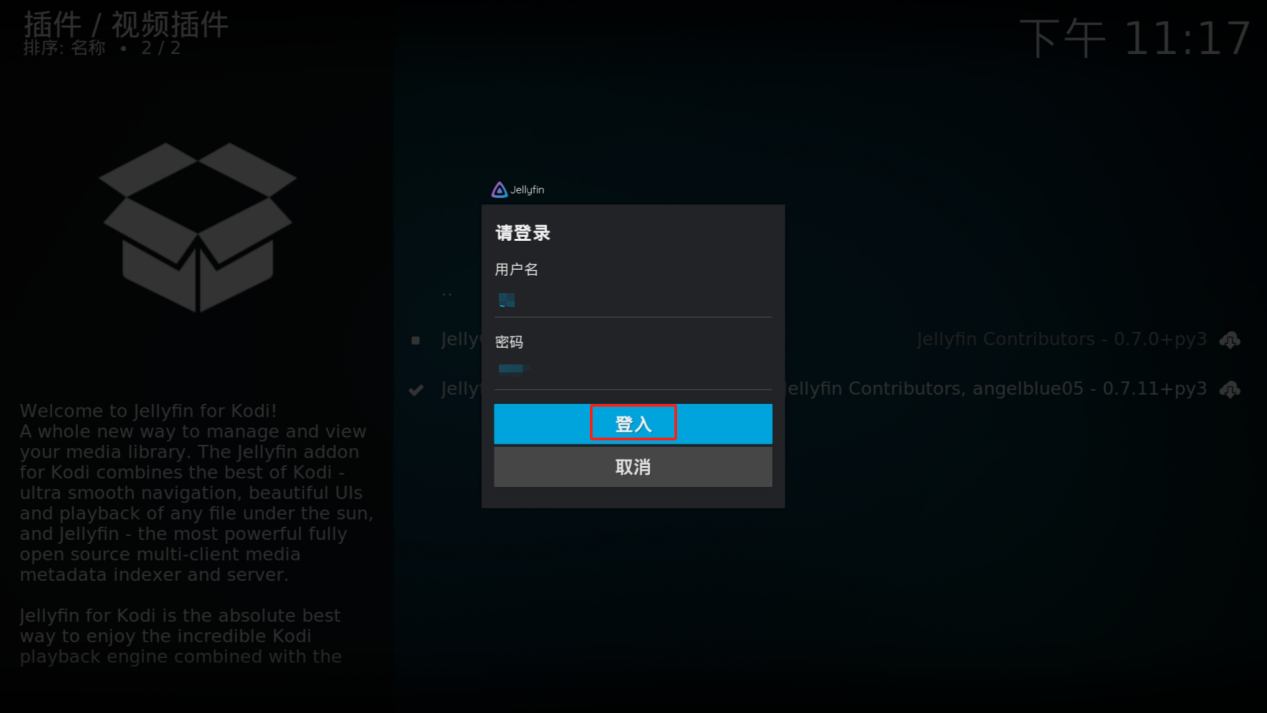 插件 / 视频插件
排序: 名称 • 2 / 2
下午 11:17
Jellyfin
请登录
用户名
密码
登入
取消
..
Jellyfin Contributors - 0.7.0+py3
Contributors, angelblue05 - 0.7.11+py3
Welcome to Jellyfin for Kodi!
A whole new way to manage and view
your media library. The Jellyfin addon
for Kodi combines the best of Kodi -
ultra smooth navigation, beautiful UIs
and playback of any file under the sun,
and Jellyfin - the most powerful fully
open source multi-client media
metadata indexer and server.
Jellyfin for Kodi is the absolute best
way to enjoy the incredible Kodi
playback engine combined with the